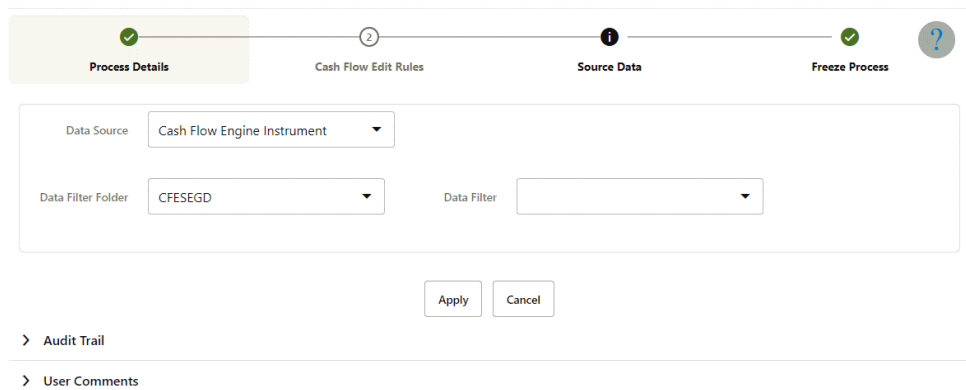 2
i
?
Process Details
Cash Flow Edit Rules
Source Data
Freeze Process
Data Source
Cash Flow Engine Instrument
Data Filter Folder
CFESEGD
Data Filter
Apply
Cancel
Audit Trail
User Comments